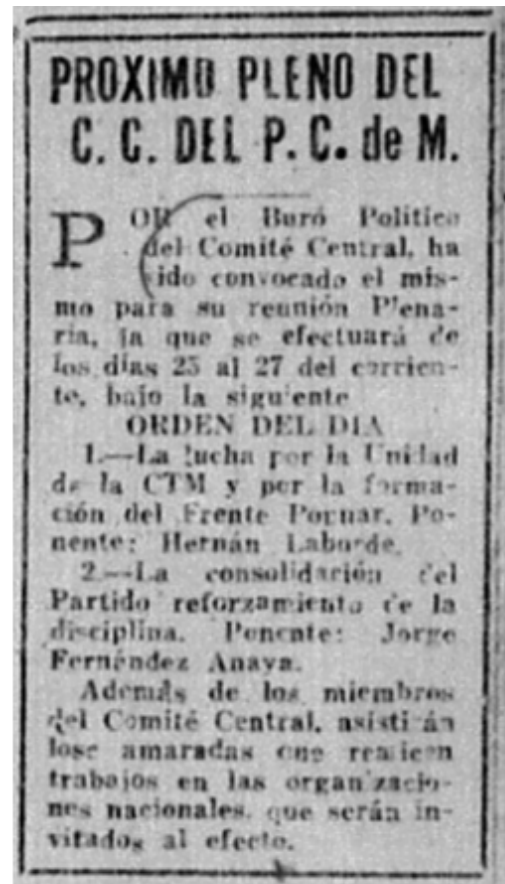 PROXIMO PLENO DEL
C. C. DEL P. C. de M.
POR el Buró Político
del Comité Central, ha
sido convocado el mis-
mo para su reunión Plena-
ria, la que se efectuará de
los días 25 al 27 del corrien-
te, bajo la siguiente
ORDEN DEL DIA
1.—La lucha por la Unidad
de la CTM y por la forma-
ción del Frente Popular. Po-
nente: Hernán Laborde.
2.—La consolidación del
Partido reforzamiento de la
disciplina. Ponente: Jorge
Fernández Anaya.
Además de los miembros
del Comité Central, asistirán
lose amaradas que realicen
trabajos en las organizacio-
nes nacionales, que serán in-
vitados al efecto.